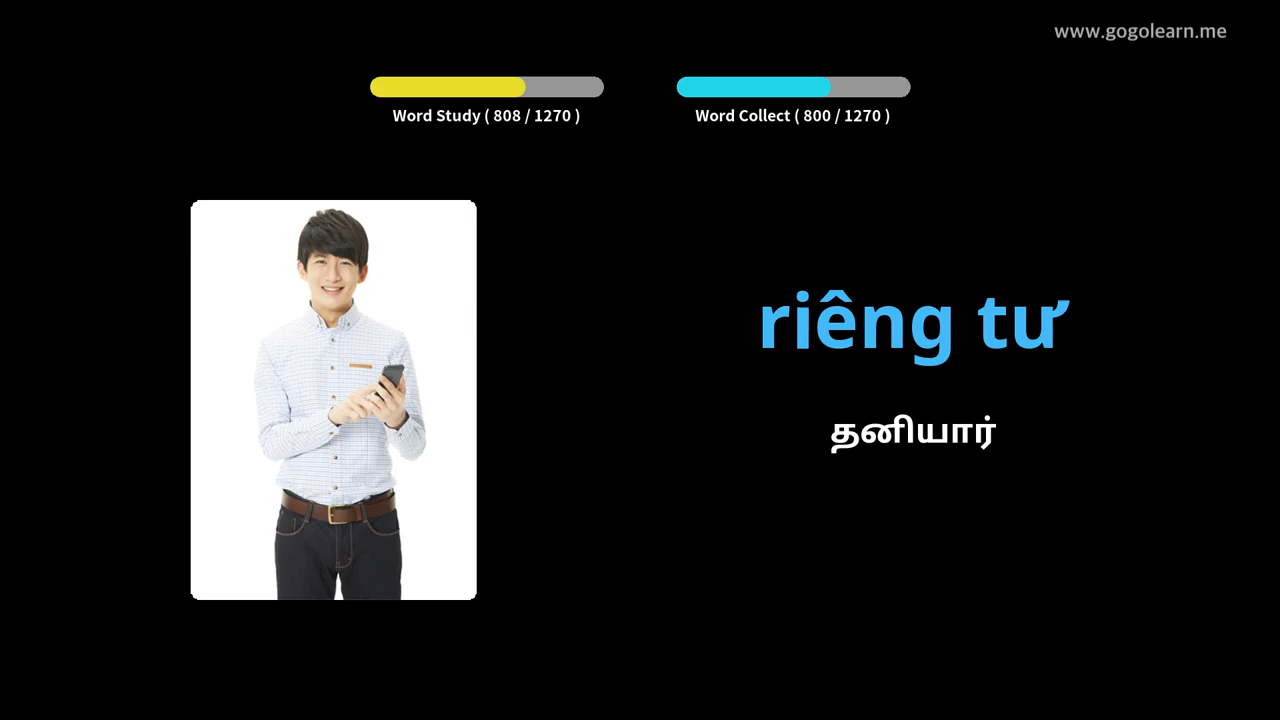 www.gogolearn.me
Word Study ( 808 / 1270 )
Word Collect ( 800 / 1270 )
riêng tư
தனியார்